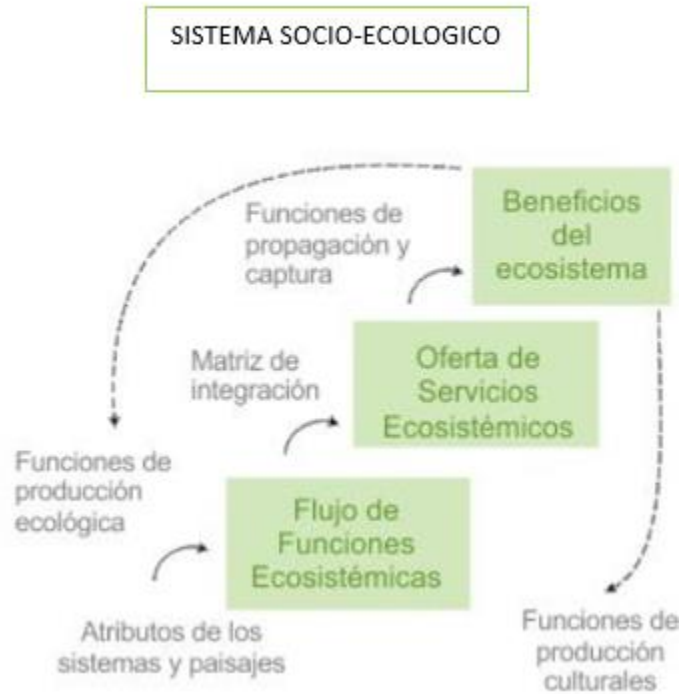 SISTEMA SOCIO-ECOLOGICO
Beneficios
del
ecosistema
Funciones de
propagación y
captura
Oferta de
Servicios
Ecosistémicos
Matriz de
integración
Funciones de
producción
ecológica
Flujo de
Funciones
Ecosistémicas
Atributos de los
sistemas y paisajes
Funciones de
producción
culturales